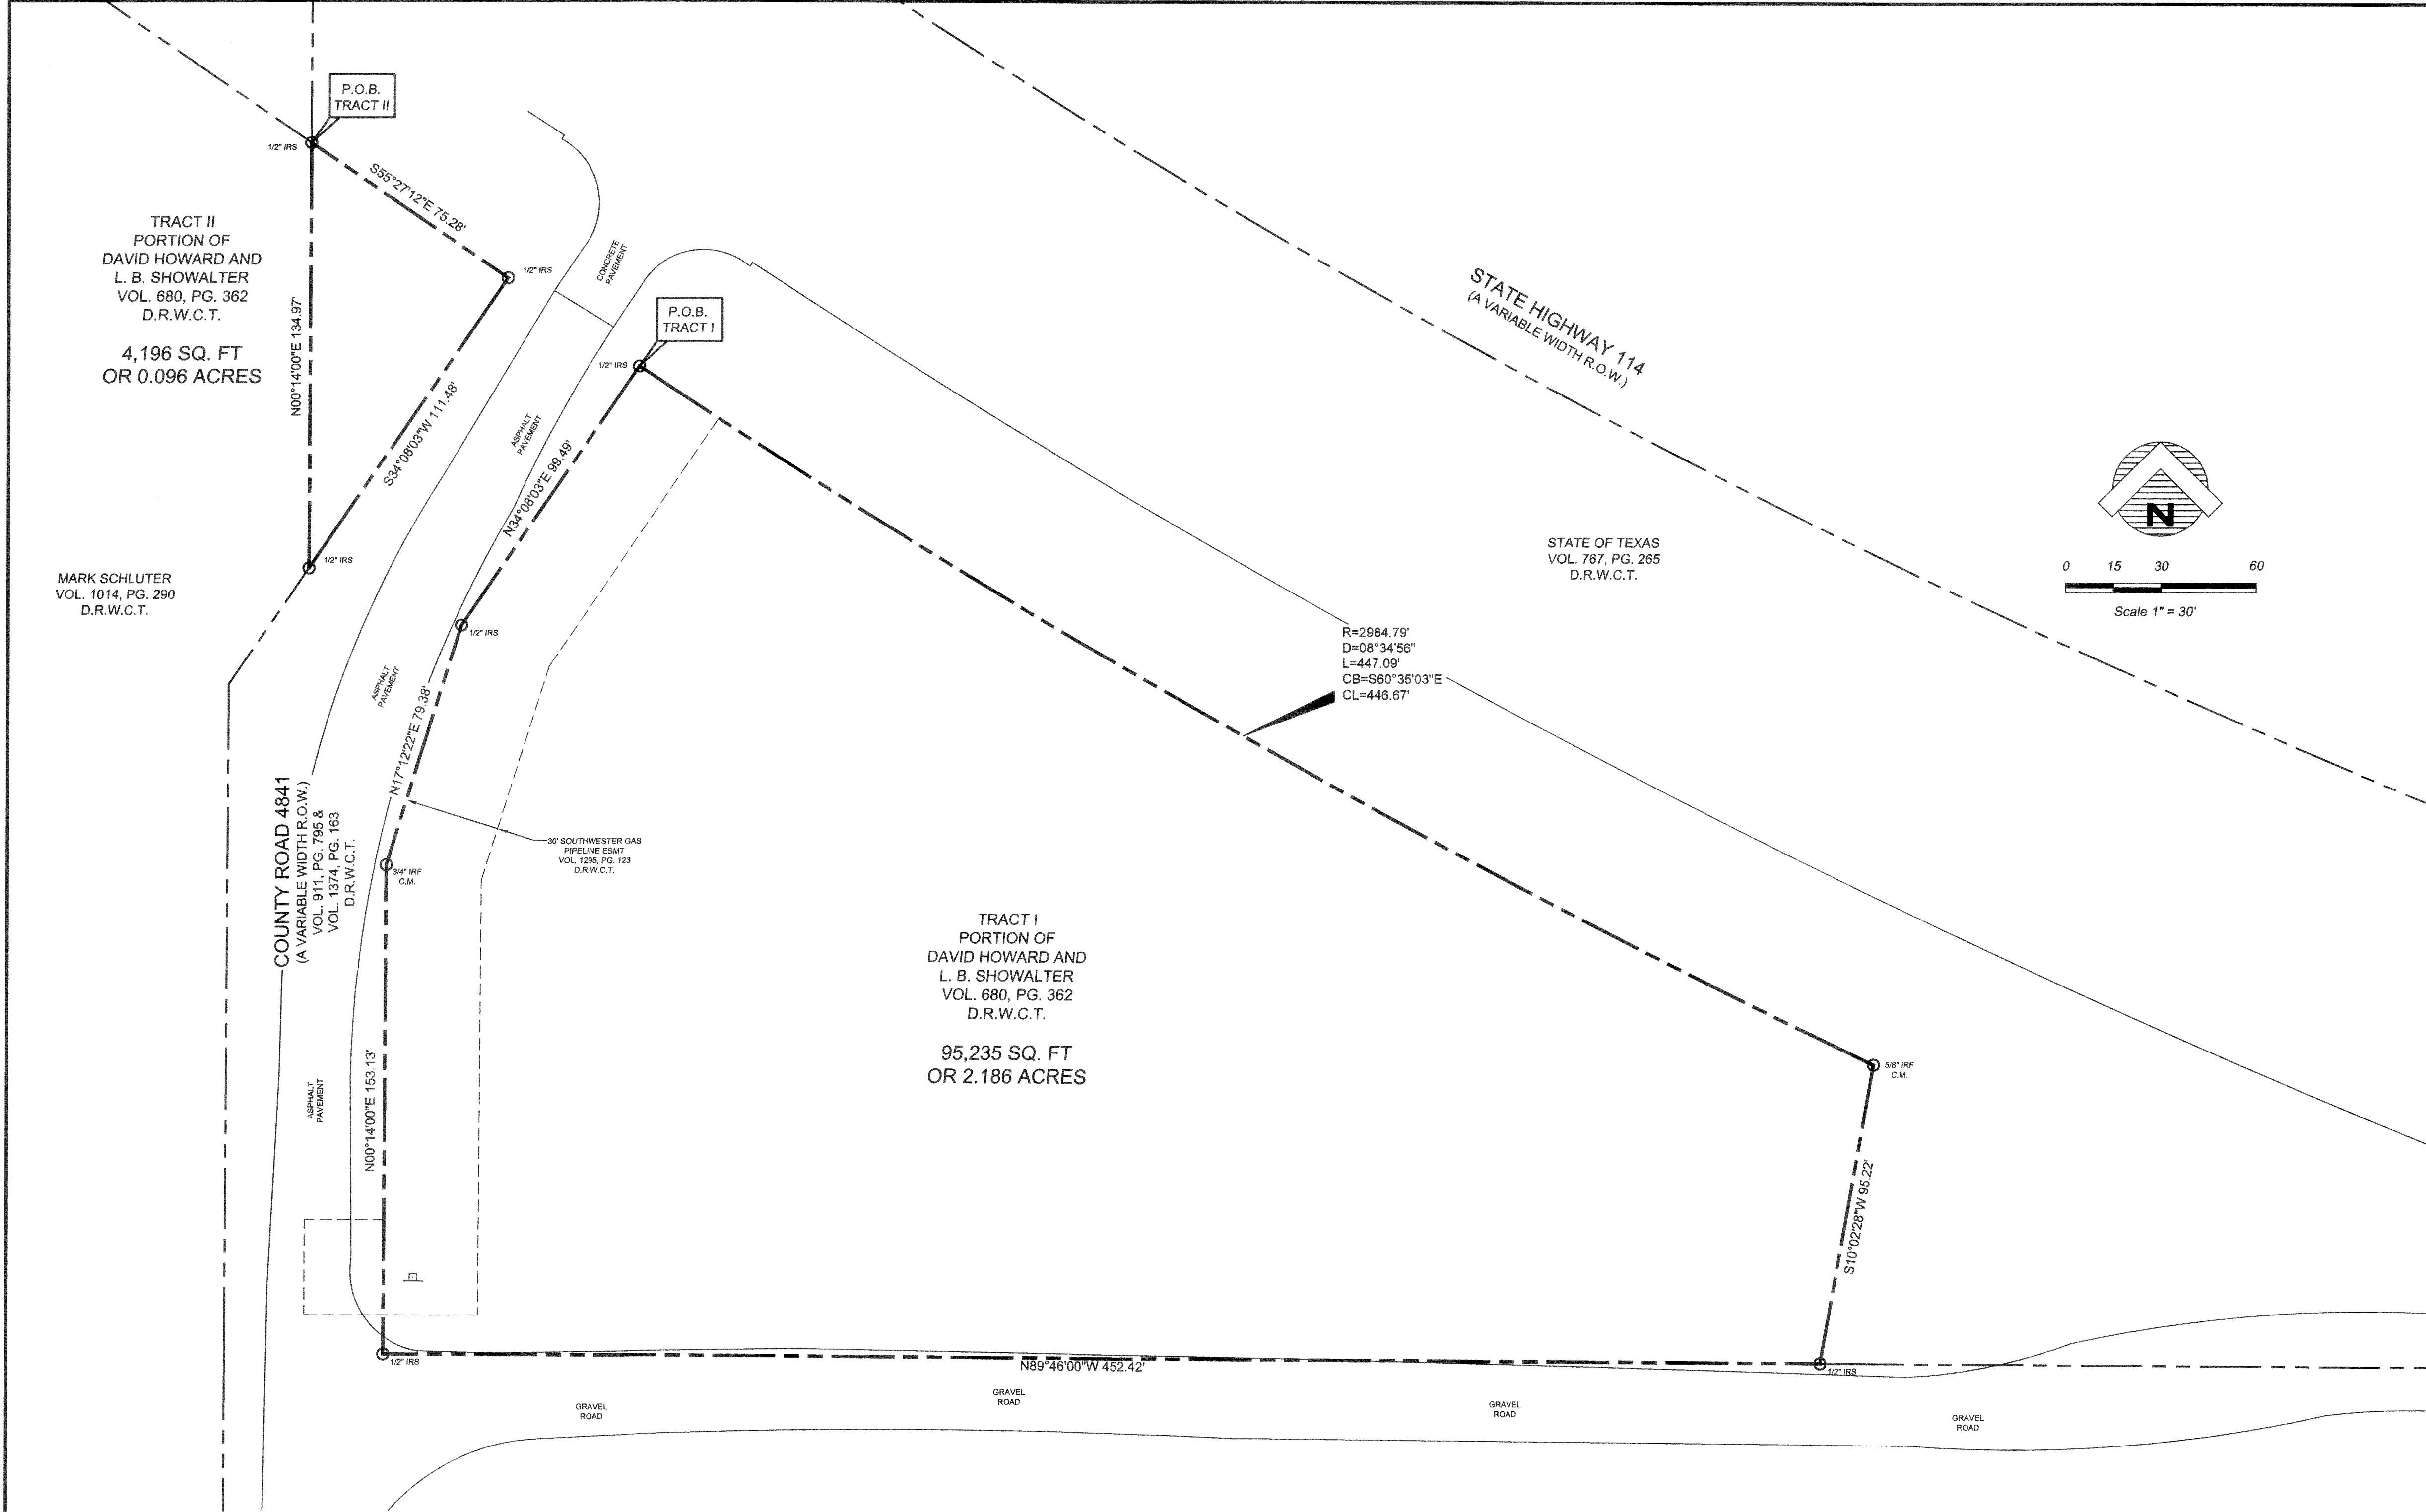 P.O.B.
TRACT II
1/2" IRS
S55°27'12"E 75.28'
TRACT II
PORTION OF
DAVID HOWARD AND
L. B. SHOWALTER
VOL. 680, PG. 362
D.R.W.C.T.
4,196 SQ. FT
OR 0.096 ACRES
N00°14'00"E 134.97'
1/2" IRS
S34°08'03"W 111.48'
CONCRETE
PAVEMENT
P.O.B.
TRACT I
1/2" IRS
ASPHALT
PAVEMENT
N34°08'03"E 99.49'
STATE HIGHWAY 114
(A VARIABLE WIDTH R.O.W.)
N
0 15 30 60
Scale 1" = 30'
STATE OF TEXAS
VOL. 767, PG. 265
D.R.W.C.T.
1/2" IRS
MARK SCHLUTER
VOL. 1014, PG. 290
D.R.W.C.T.
1/2" IRS
R=2984.79'
D=08°34'56"
L=447.09'
CB=S60°35'03"E
CL=446.67'
ASPHALT
PAVEMENT
N17°12'22"E 79.38'
COUNTY ROAD 4841
(A VARIABLE WIDTH R.O.W.)
VOL. 911, PG. 795 &
VOL. 1374, PG. 163
D.R.W.C.T.
30' SOUTHWESTER GAS
PIPELINE ESMT
VOL. 1295, PG. 123
D.R.W.C.T.
3/4" IRF
C.M.
TRACT I
PORTION OF
DAVID HOWARD AND
L. B. SHOWALTER
VOL. 680, PG. 362
D.R.W.C.T.
95,235 SQ. FT
OR 2.186 ACRES
N00°14'00"E 153.13'
ASPHALT
PAVEMENT
5/8" IRF
C.M.
S10°02'28"W 95.22'
1/2" IRS
N89°46'00"W 452.42'
1/2" IRS
GRAVEL
ROAD
GRAVEL
ROAD
GRAVEL
ROAD
GRAVEL
ROAD